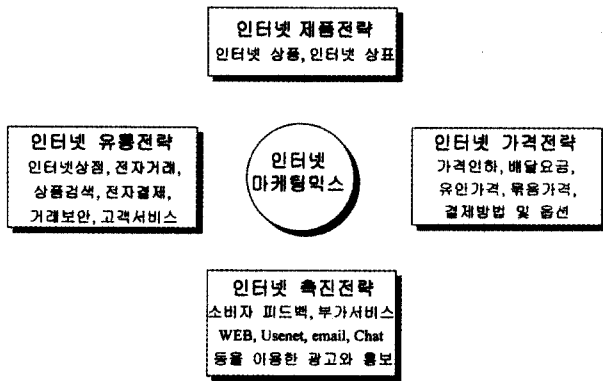 인터넷 제품전략
인터넷 상품, 인터넷 상표
인터넷 유통전략
인터넷상점, 전자거래,
상품검색, 전자결제,
거래보안, 고객서비스
인터넷
마케팅믹스
인터넷 가격전략
가격인하, 배달요금,
유인가격, 묶음가격,
결제방법 및 옵션
인터넷 촉진전략
소비자 피드백, 부가서비스
WEB, Usenet, email, Chat
등을 이용한 광고와 홍보